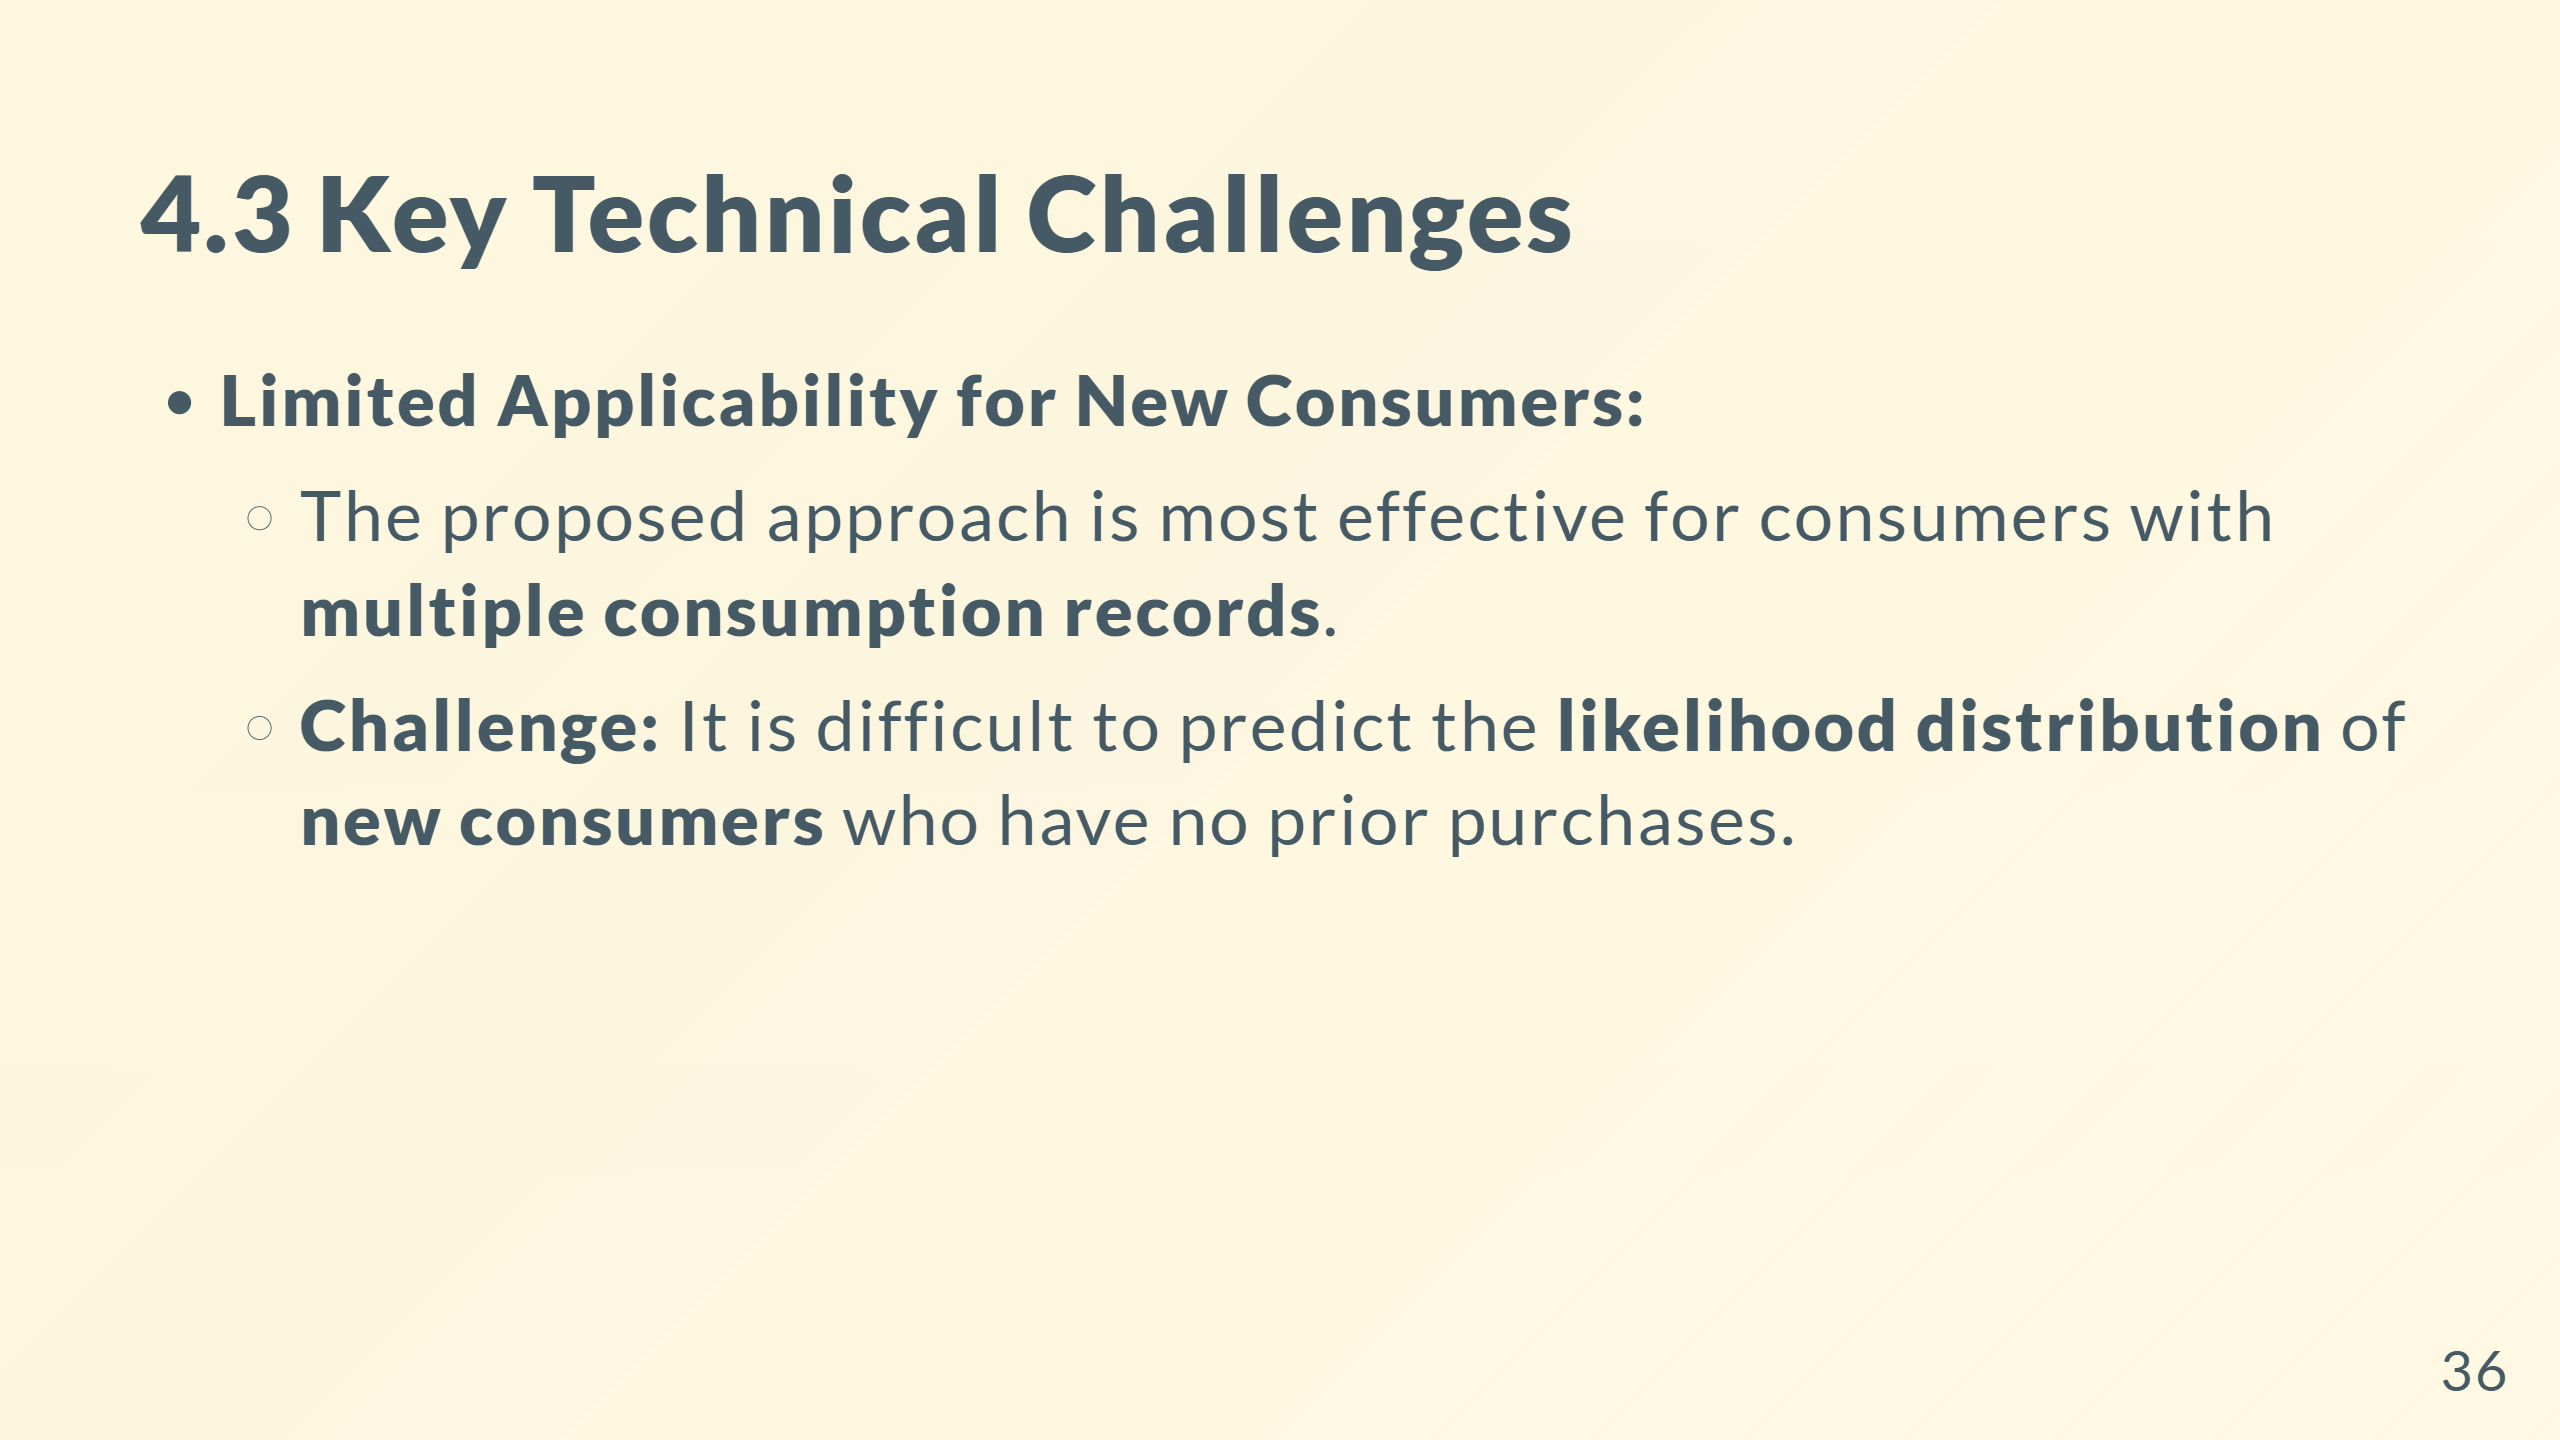 4.3 Key Technical Challenges
• Limited Applicability for New Consumers:
○ The proposed approach is most effective for consumers with
multiple consumption records.
○ Challenge: It is difficult to predict the likelihood distribution of
new consumers who have no prior purchases.
36